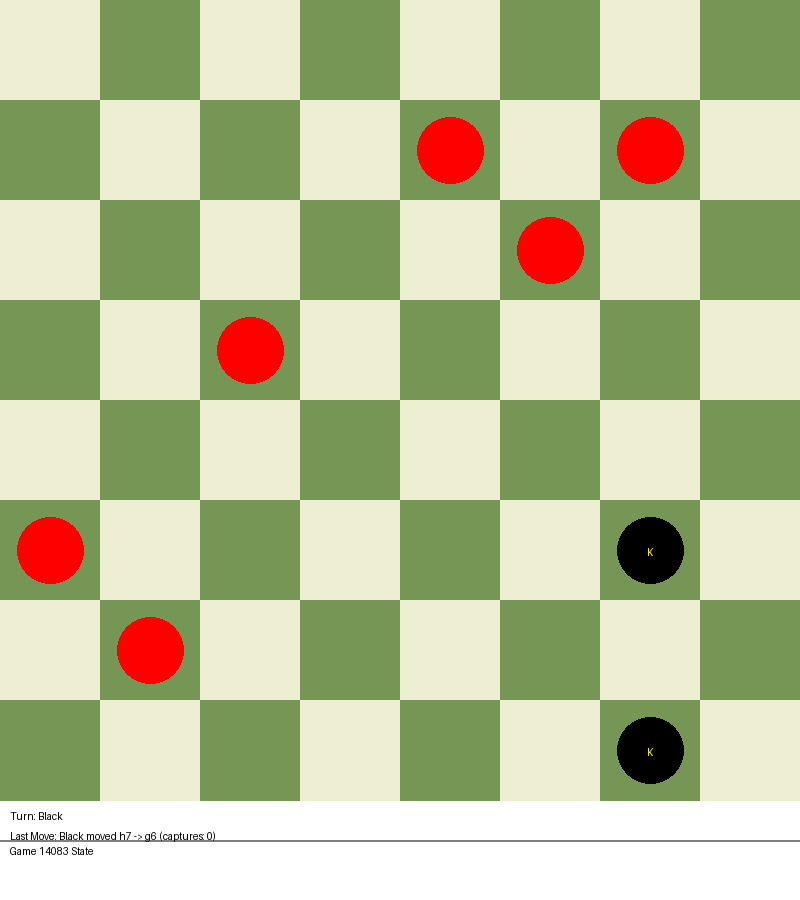 K
K
Turn: Black
Last Move: Black moved h7 -> g6 (captures: 0)
Game 14083 State